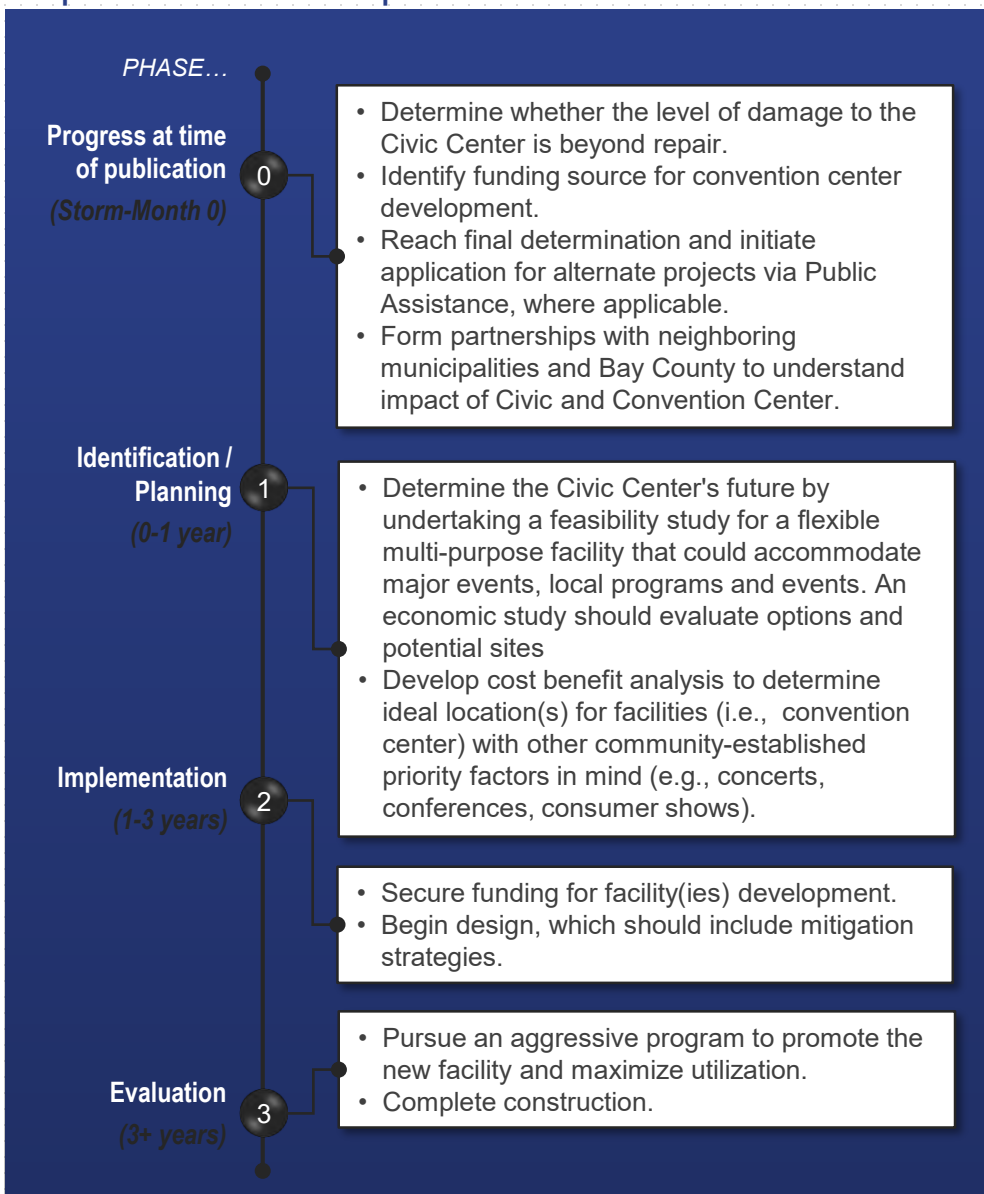 PHASE…
Progress at time
of publication
(Storm-Month 0)
0
• Determine whether the level of damage to the
Civic Center is beyond repair.
• Identify funding source for convention center
development.
• Reach final determination and initiate
application for alternate projects via Public
Assistance, where applicable.
• Form partnerships with neighboring
municipalities and Bay County to understand
impact of Civic and Convention Center.
Identification /
Planning
(0-1 year)
1
• Determine the Civic Center's future by
undertaking a feasibility study for a flexible
multi-purpose facility that could accommodate
major events, local programs and events. An
economic study should evaluate options and
potential sites
• Develop cost benefit analysis to determine
ideal location(s) for facilities (i.e., convention
center) with other community-established
priority factors in mind (e.g., concerts,
conferences, consumer shows).
Implementation
(1-3 years)
2
• Secure funding for facility(ies) development.
• Begin design, which should include mitigation
strategies.
Evaluation
(3+ years)
3
• Pursue an aggressive program to promote the
new facility and maximize utilization.
• Complete construction.